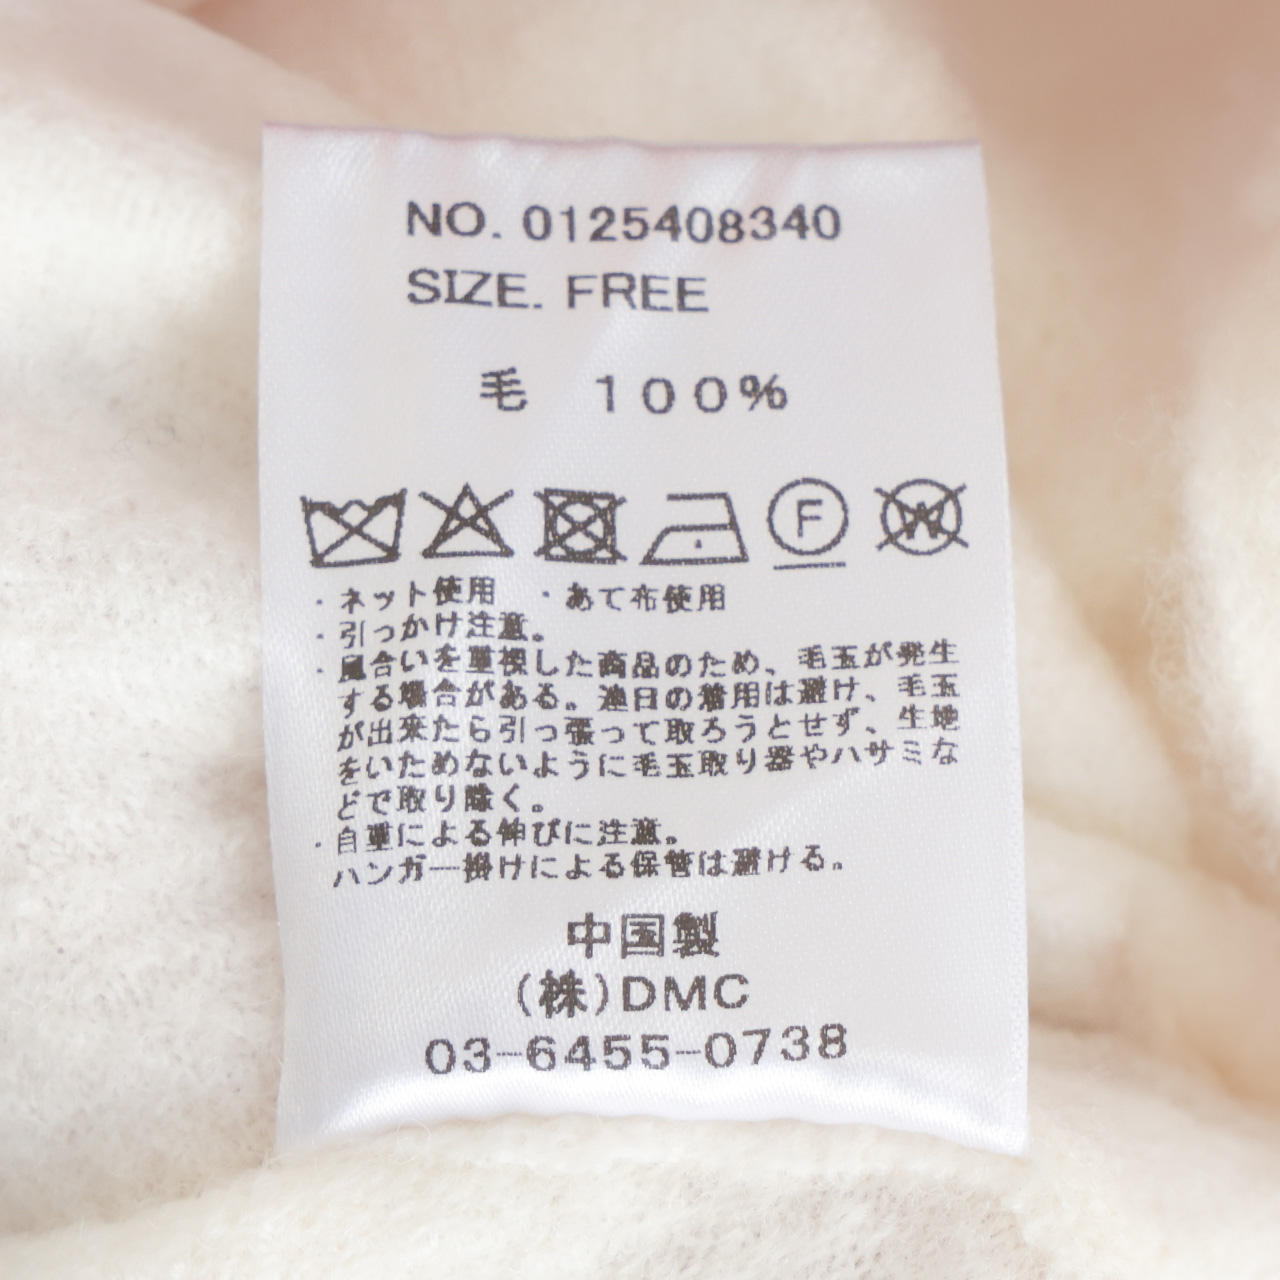 NO. 0125408340
SIZE. FREE
毛 100%
F W
・ネット使用 ・あて布使用
・引っかけ注意。
・風合いを重視した商品のため、毛玉が発生
する場合がある。連日の着用は避け、毛玉
が出来たら引っ張って取ろうとせず、生地
をいためないように毛玉取り器やハサミな
どで取り除く。
・自重による伸びに注意。
ハンガー掛けによる保管は避ける。
中国製
(株)DMC
03-6455-0738